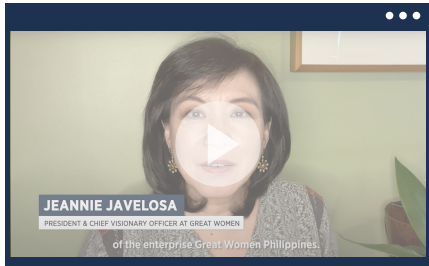 JEANNIE JAVELOSA
PRESIDENT & CHIEF VISIONARY OFFICER AT GREAT WOMEN
of the enterprise Great Women Philippines.